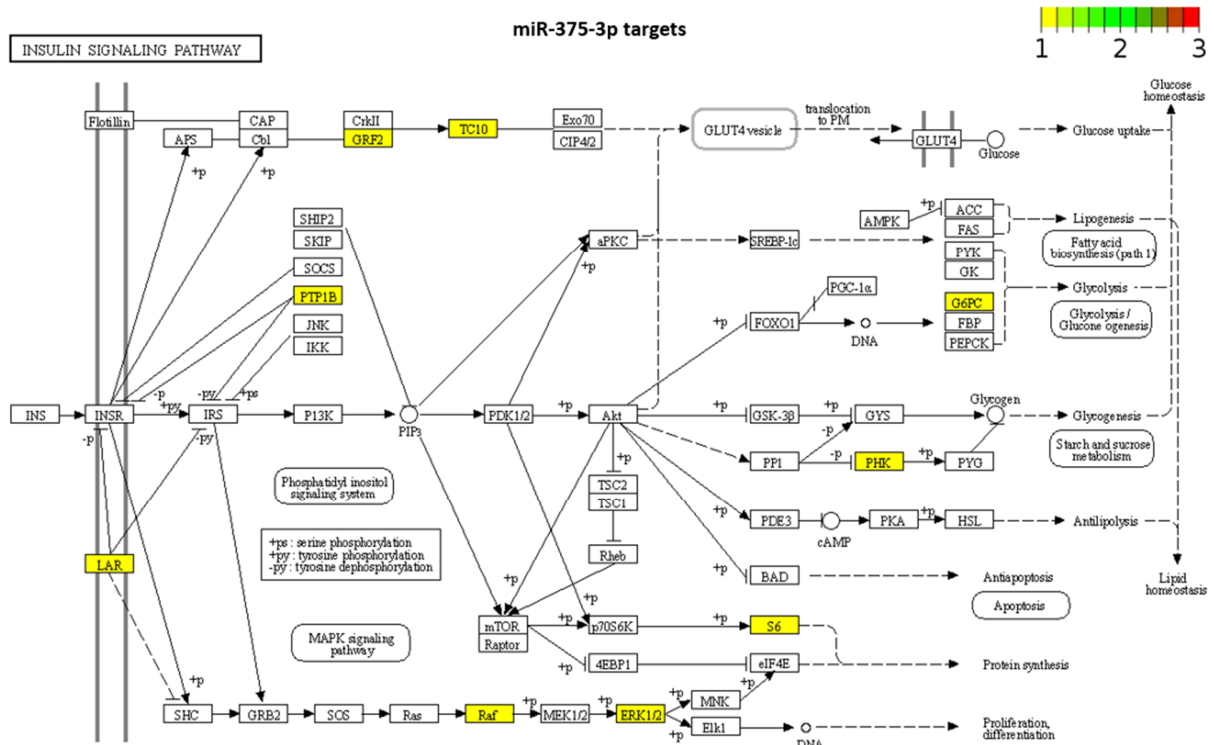 miR-375-3p targets
1 2 3
INSULIN SIGNALING PATHWAY
Glucose
homeostasis
Flotillin
CAP
CrkII
Exo70
APS
Cbl
GRF2
TC10
CIP4/2
GLUT4 vesicle
translocation
to PM
GLUT4
Glucose
Glucose uptake
+p
+p
SHIP2
SKIP
SOCS
PTP1B
JNK
IKK
aPKC
+p
SREBP-1c
AMPK
+p
ACC
FAS
PYK
GK
Lipogenesis
Fatty acid
biosynthesis (path 1)
PGC-1α
+p
FOXO1
DNA
G6PC
FBP
PEPCK
Glycolysis
Glycolysis /
Glucone ogenesis
-p
+py
-py
+ps
INS
INSR
IRS
P13K
PIP3
PDK1/2
+p
Akt
+p
GSK-3β
+p
GYS
Glycogen
Glycogenesis
-p
-py
-p
PP1
-p
PHK
+p
PYG
Starch and sucrose
metabolism
Phosphatidyl inositol
signaling system
+p
TSC2
TSC1
+p
PDE3
cAMP
PKA
+p
HSL
Antilipolysis
+ps : serine phosphorylation
+py : tyrosine phosphorylation
-py : tyrosine dephosphorylation
LAR
Rheb
+p
+p
BAD
Antiapoptosis
Apoptosis
Lipid
homeostasis
+p
mTOR
Raptor
+p
p70S6K
+p
S6
MAPK signaling
pathway
+p
4EBP1
eIF4E
Protein synthesis
+p
SHC
GRB2
SOS
Ras
Raf
+p
MEK1/2
+p
ERK1/2
+p
MNK
+p
+p
Elk1
DNA
Proliferation,
differentiation